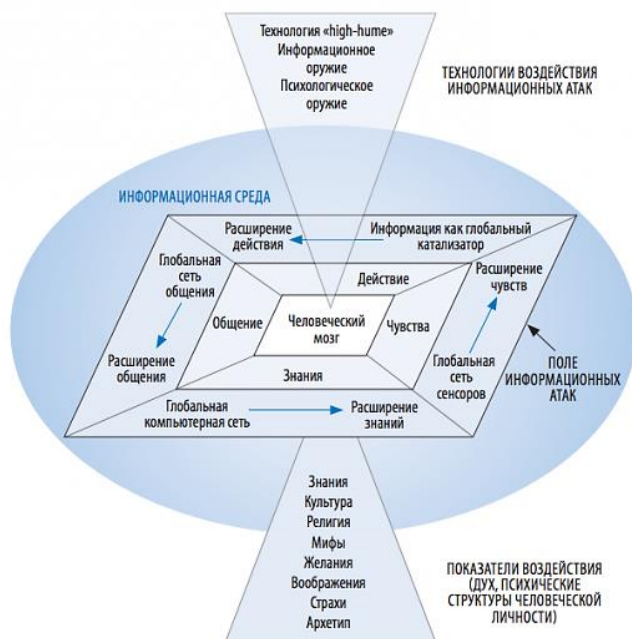 Технология «high-hume»
Информационное
оружие
Психологическое
оружие
ТЕХНОЛОГИИ ВОЗДЕЙСТВИЯ
ИНФОРМАЦИОННЫХ АТАК
ИНФОРМАЦИОННАЯ СРЕДА
Расширение
действия
Информация как глобальный
катализатор
Глобальная
сеть
общения
Расширение
общения
Действие
Общение
Человеческий
мозг
Чувства
Знания
Расширение
чувств
Глобальная
сеть
сенсоров
ПОЛЕ
ИНФОРМАЦИОННЫХ
АТАК
Глобальная
компьютерная сеть
Расширение
знаний
Знания
Культура
Религия
Мифы
Желания
Воображения
Страхи
Архетип
ПОКАЗАТЕЛИ ВОЗДЕЙСТВИЯ
(ДУХ, ПСИХИЧЕСКИЕ
СТРУКТУРЫ ЧЕЛОВЕЧЕСКОЙ
ЛИЧНОСТИ)